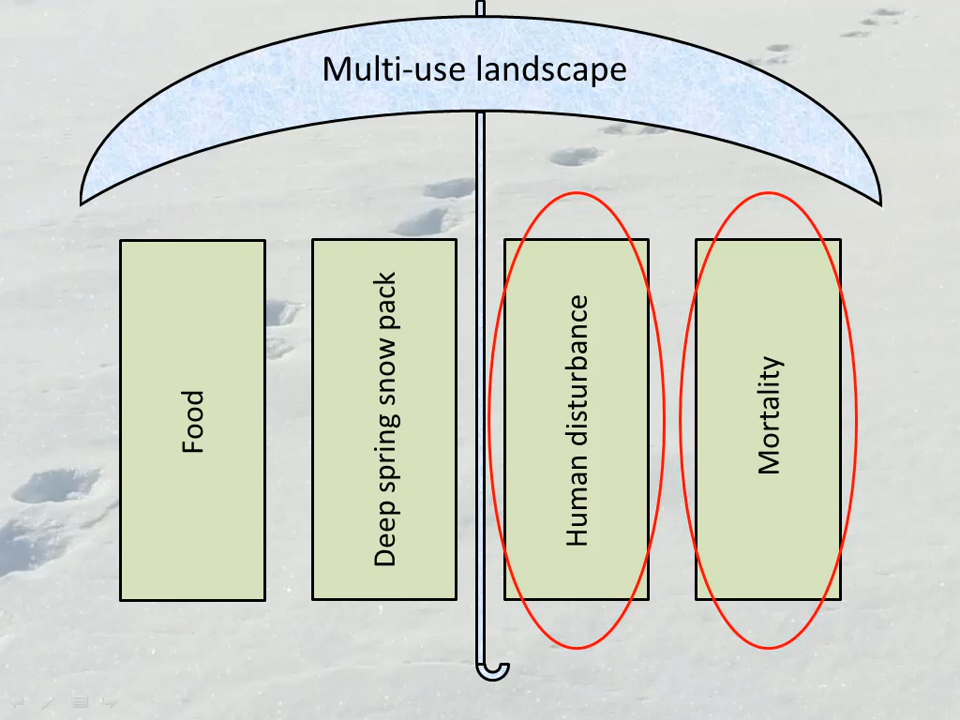 Multi-use landscape
Food
Deep spring snow pack
Human disturbance
Mortality